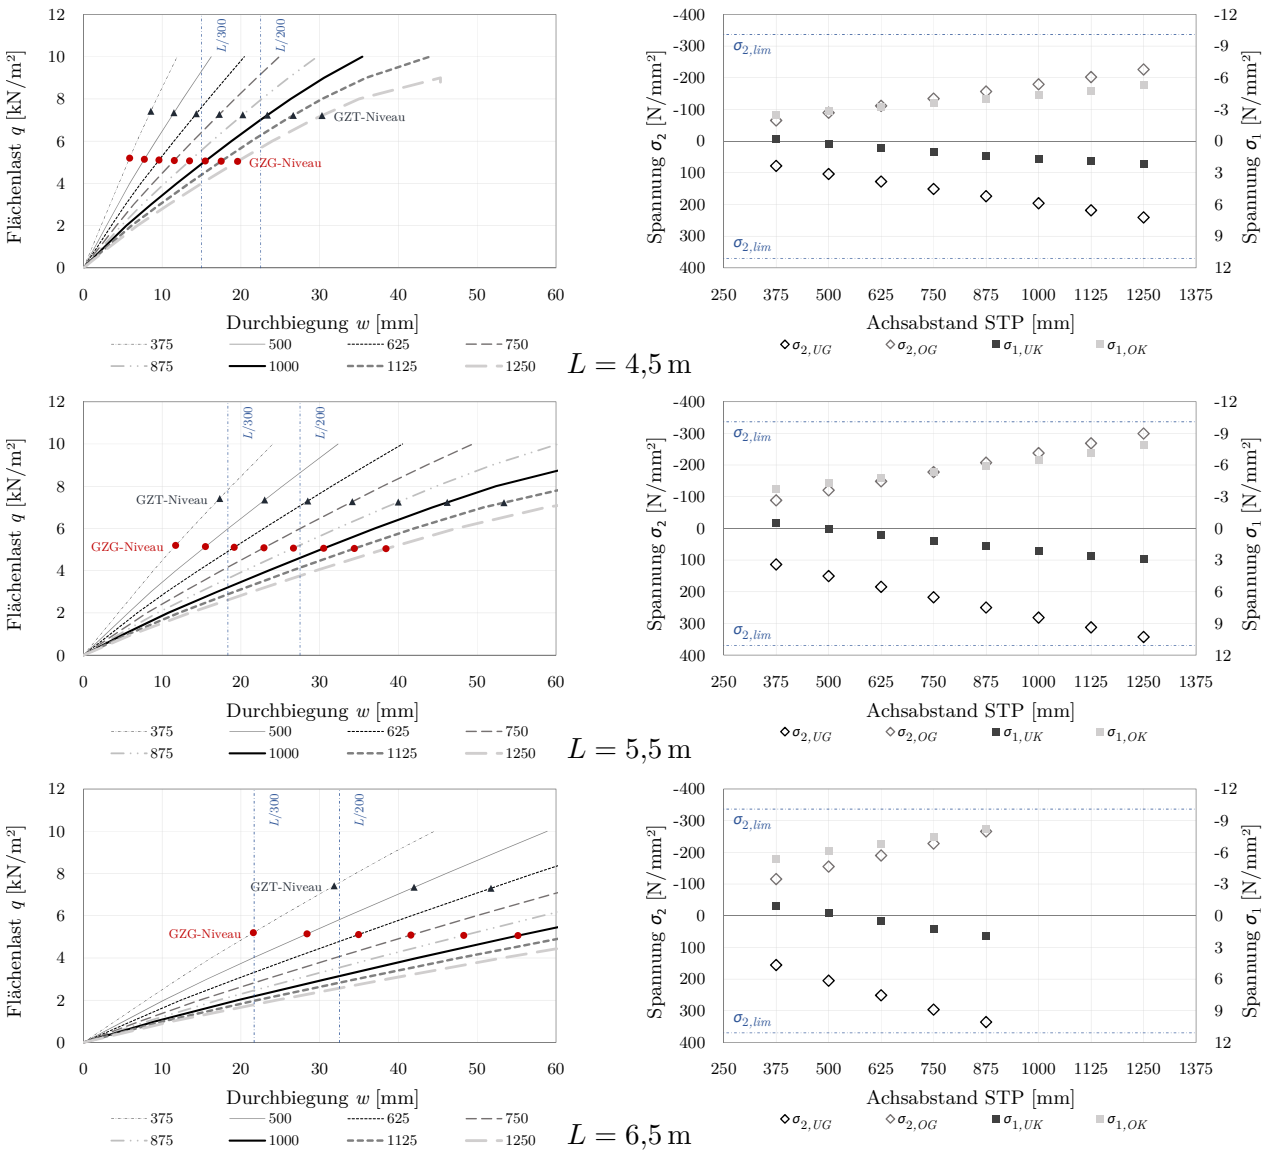 12
10
8
6
4
2
0
Flächenlast q [kN/m²]
L/300
L/200
GZT-Niveau
GZG-Niveau
0 10 20 30 40 50 60
Durchbiegung w [mm]
375 500 625 750
875 1000 1125 1250
-400
-300
-200
-100
0
100
200
300
400
Spannung σ2 [N/mm²]
σ2,lim
σ2,lim
-12
-9
-6
-3
0
3
6
9
12
Spannung σ1 [N/mm²]
250 375 500 625 750 875 1000 1125 1250 1375
Achsabstand STP [mm]
σ2,UG σ2,OG σ1,UK σ1,OK
L = 4,5 m
12
10
8
6
4
2
0
Flächenlast q [kN/m²]
L/300
L/200
GZT-Niveau
GZG-Niveau
0 10 20 30 40 50 60
Durchbiegung w [mm]
375 500 625 750
875 1000 1125 1250
-400
-300
-200
-100
0
100
200
300
400
Spannung σ2 [N/mm²]
σ2,lim
σ2,lim
-12
-9
-6
-3
0
3
6
9
12
Spannung σ1 [N/mm²]
250 375 500 625 750 875 1000 1125 1250 1375
Achsabstand STP [mm]
σ2,UG σ2,OG σ1,UK σ1,OK
L = 5,5 m
12
10
8
6
4
2
0
Flächenlast q [kN/m²]
L/300
L/200
GZT-Niveau
GZG-Niveau
0 10 20 30 40 50 60
Durchbiegung w [mm]
375 500 625 750
875 1000 1125 1250
-400
-300
-200
-100
0
100
200
300
400
Spannung σ2 [N/mm²]
σ2,lim
σ2,lim
-12
-9
-6
-3
0
3
6
9
12
Spannung σ1 [N/mm²]
250 375 500 625 750 875 1000 1125 1250 1375
Achsabstand STP [mm]
σ2,UG σ2,OG σ1,UK σ1,OK
L = 6,5 m